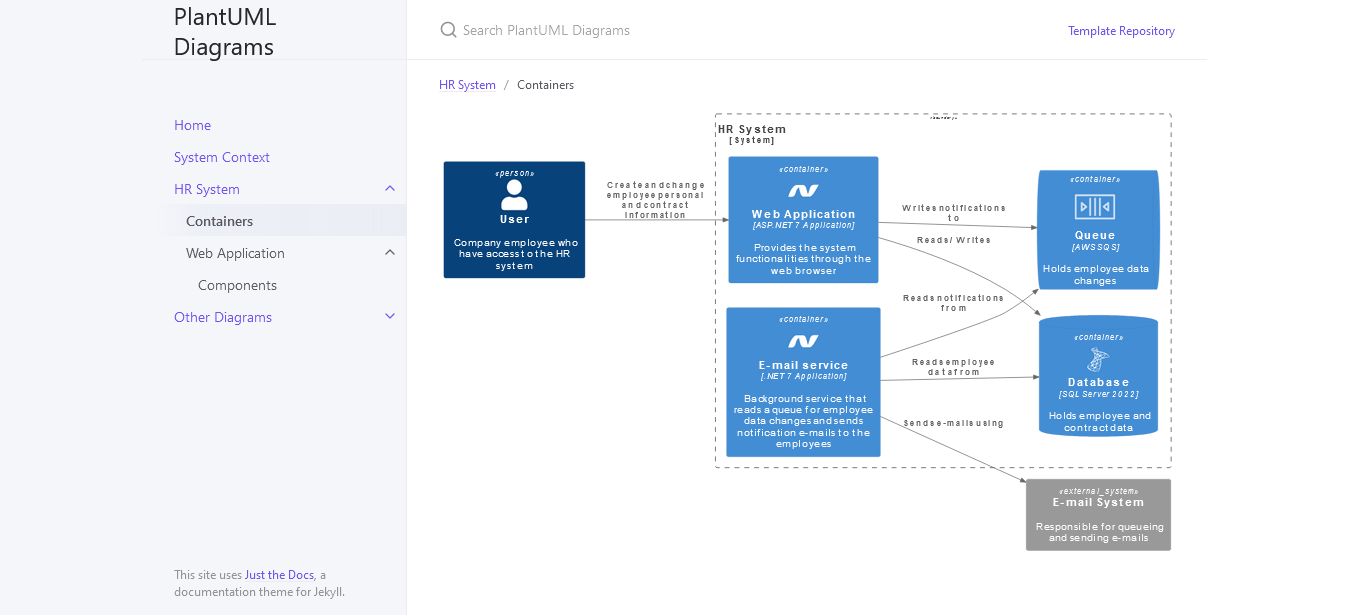 PlantUML
Diagrams
Search PlantUML Diagrams
Template Repository
HR System / Containers
Home
System Context
HR System
Containers
Web Application
Components
Other Diagrams
This site uses Just the Docs, a
documentation theme for Jekyll.
HR System
[System]
«person»
User
Company employee who
have access to the HR
system
Create and change
employee personal
and contract
information
«container»
Web Application
[ASP.NET 7 Application]
Provides the system
functionalities through the
web browser
Writes notifications
to
Reads/ Writes
«container»
Queue
[AWS SQS]
Holds employee data
changes
«container»
E-mail service
[.NET 7 Application]
Background service that
reads a queue for employee
data changes and sends
notification e-mails to the
employees
Reads notifications
from
Reads employee
data from
Sends e-mails using
«container»
Database
[SQL Server 2022]
Holds employee and
contract data
«external_system»
E-mail System
Responsible for queueing
and sending e-mails